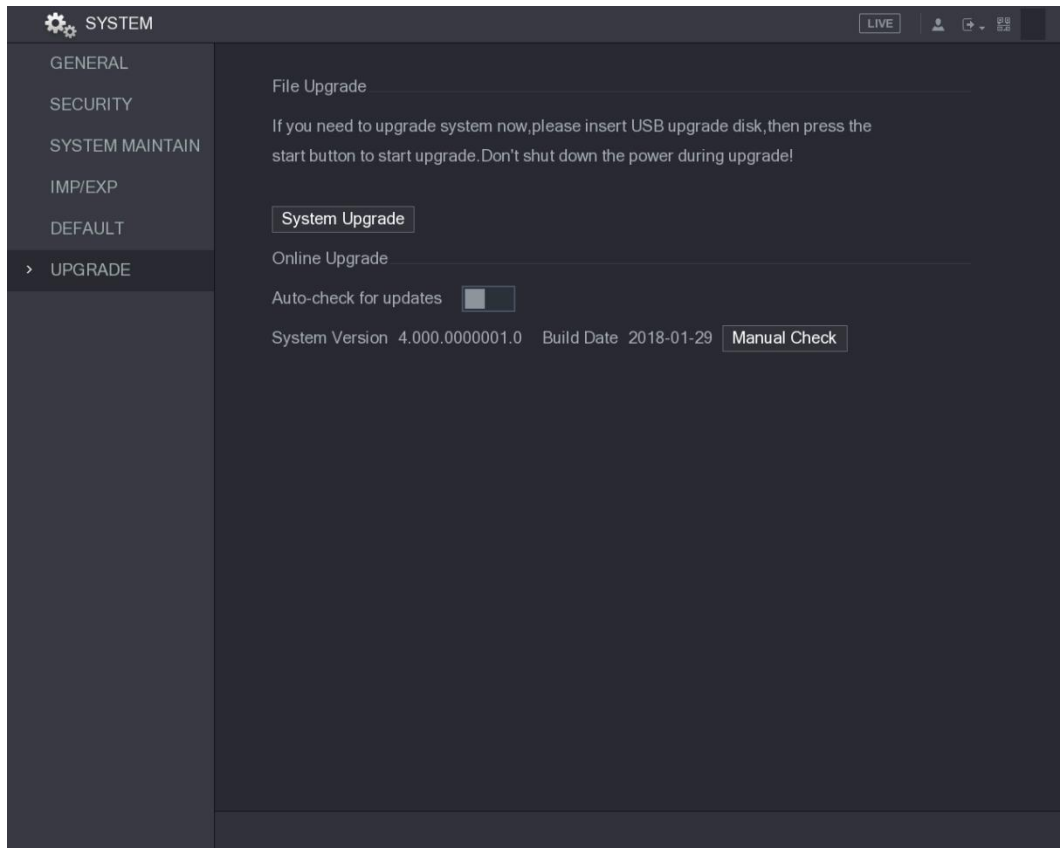 SYSTEM
LIVE
GENERAL
SECURITY
SYSTEM MAINTAIN
IMP/EXP
DEFAULT
UPGRADE
File Upgrade
If you need to upgrade system now,please insert USB upgrade disk,then press the
start button to start upgrade.Don't shut down the power during upgrade!
System Upgrade
Online Upgrade
Auto-check for updates
System Version 4.000.0000001.0 Build Date 2018-01-29 Manual Check